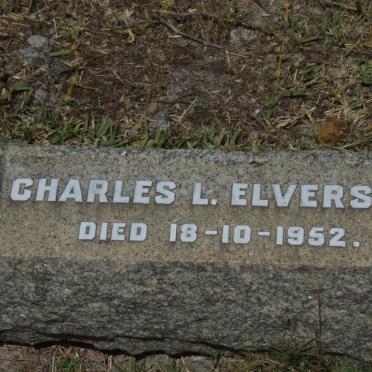 CHARLES L. ELVERS
DIED 18-10-1952.